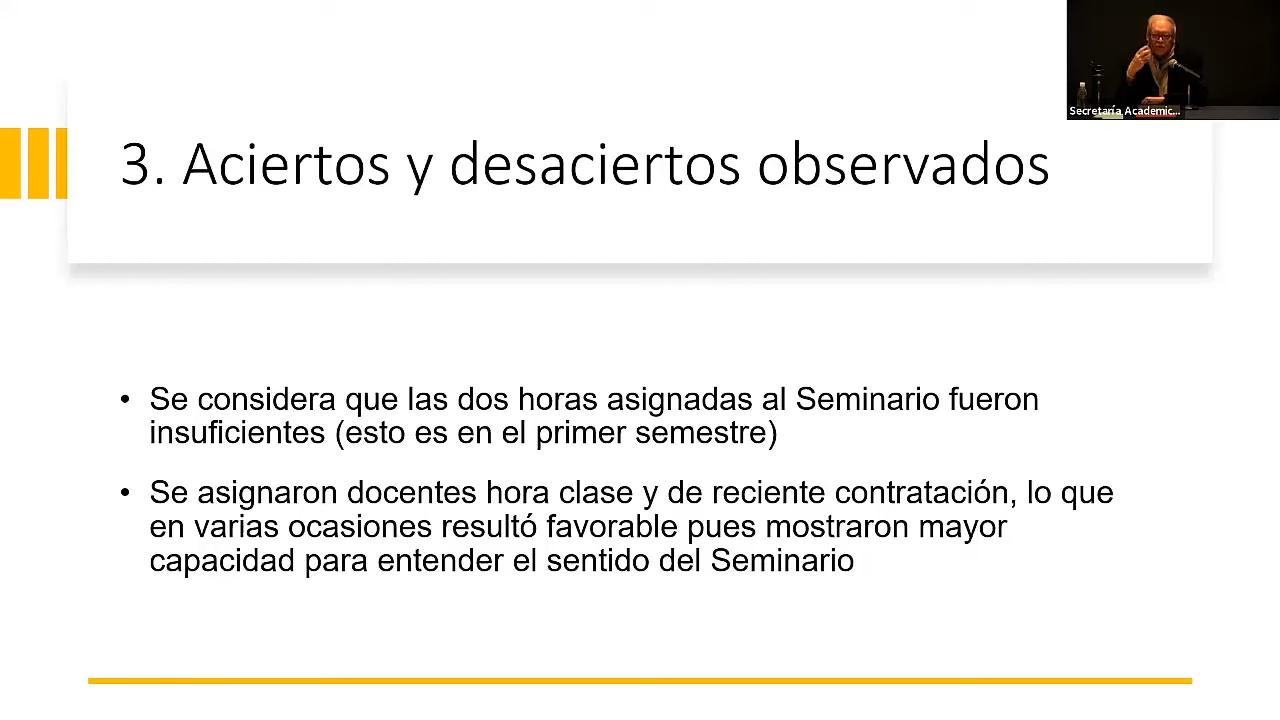 Secretaría Academic...
3. Aciertos y desaciertos observados
• Se considera que las dos horas asignadas al Seminario fueron
insuficientes (esto es en el primer semestre)
• Se asignaron docentes hora clase y de reciente contratación, lo que
en varias ocasiones resultó favorable pues mostraron mayor
capacidad para entender el sentido del Seminario